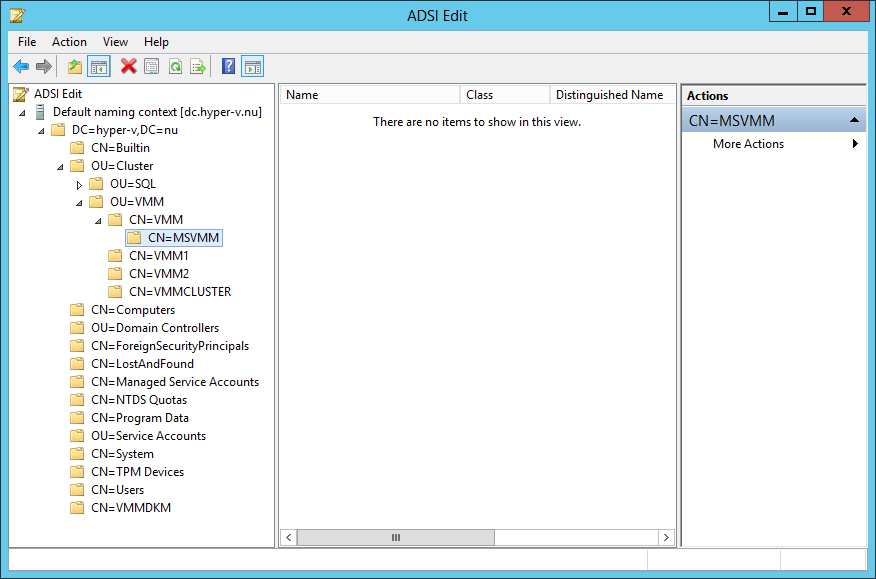 ADSI Edit
File Action View Help
ADSI Edit
Default naming context [dc.hyper-v.nu]
DC=hyper-v,DC=nu
CN=Builtin
OU=Cluster
OU=SQL
OU=VMM
CN=VMM
CN=MSVMM
CN=VMM1
CN=VMM2
CN=VMMCLUSTER
CN=Computers
OU=Domain Controllers
CN=ForeignSecurityPrincipals
CN=LostAndFound
CN=Managed Service Accounts
CN=NTDS Quotas
CN=Program Data
OU=Service Accounts
CN=System
CN=TPM Devices
CN=Users
CN=VMMDKM
Name Class Distinguished Name
There are no items to show in this view.
Actions
CN=MSVMM
More Actions